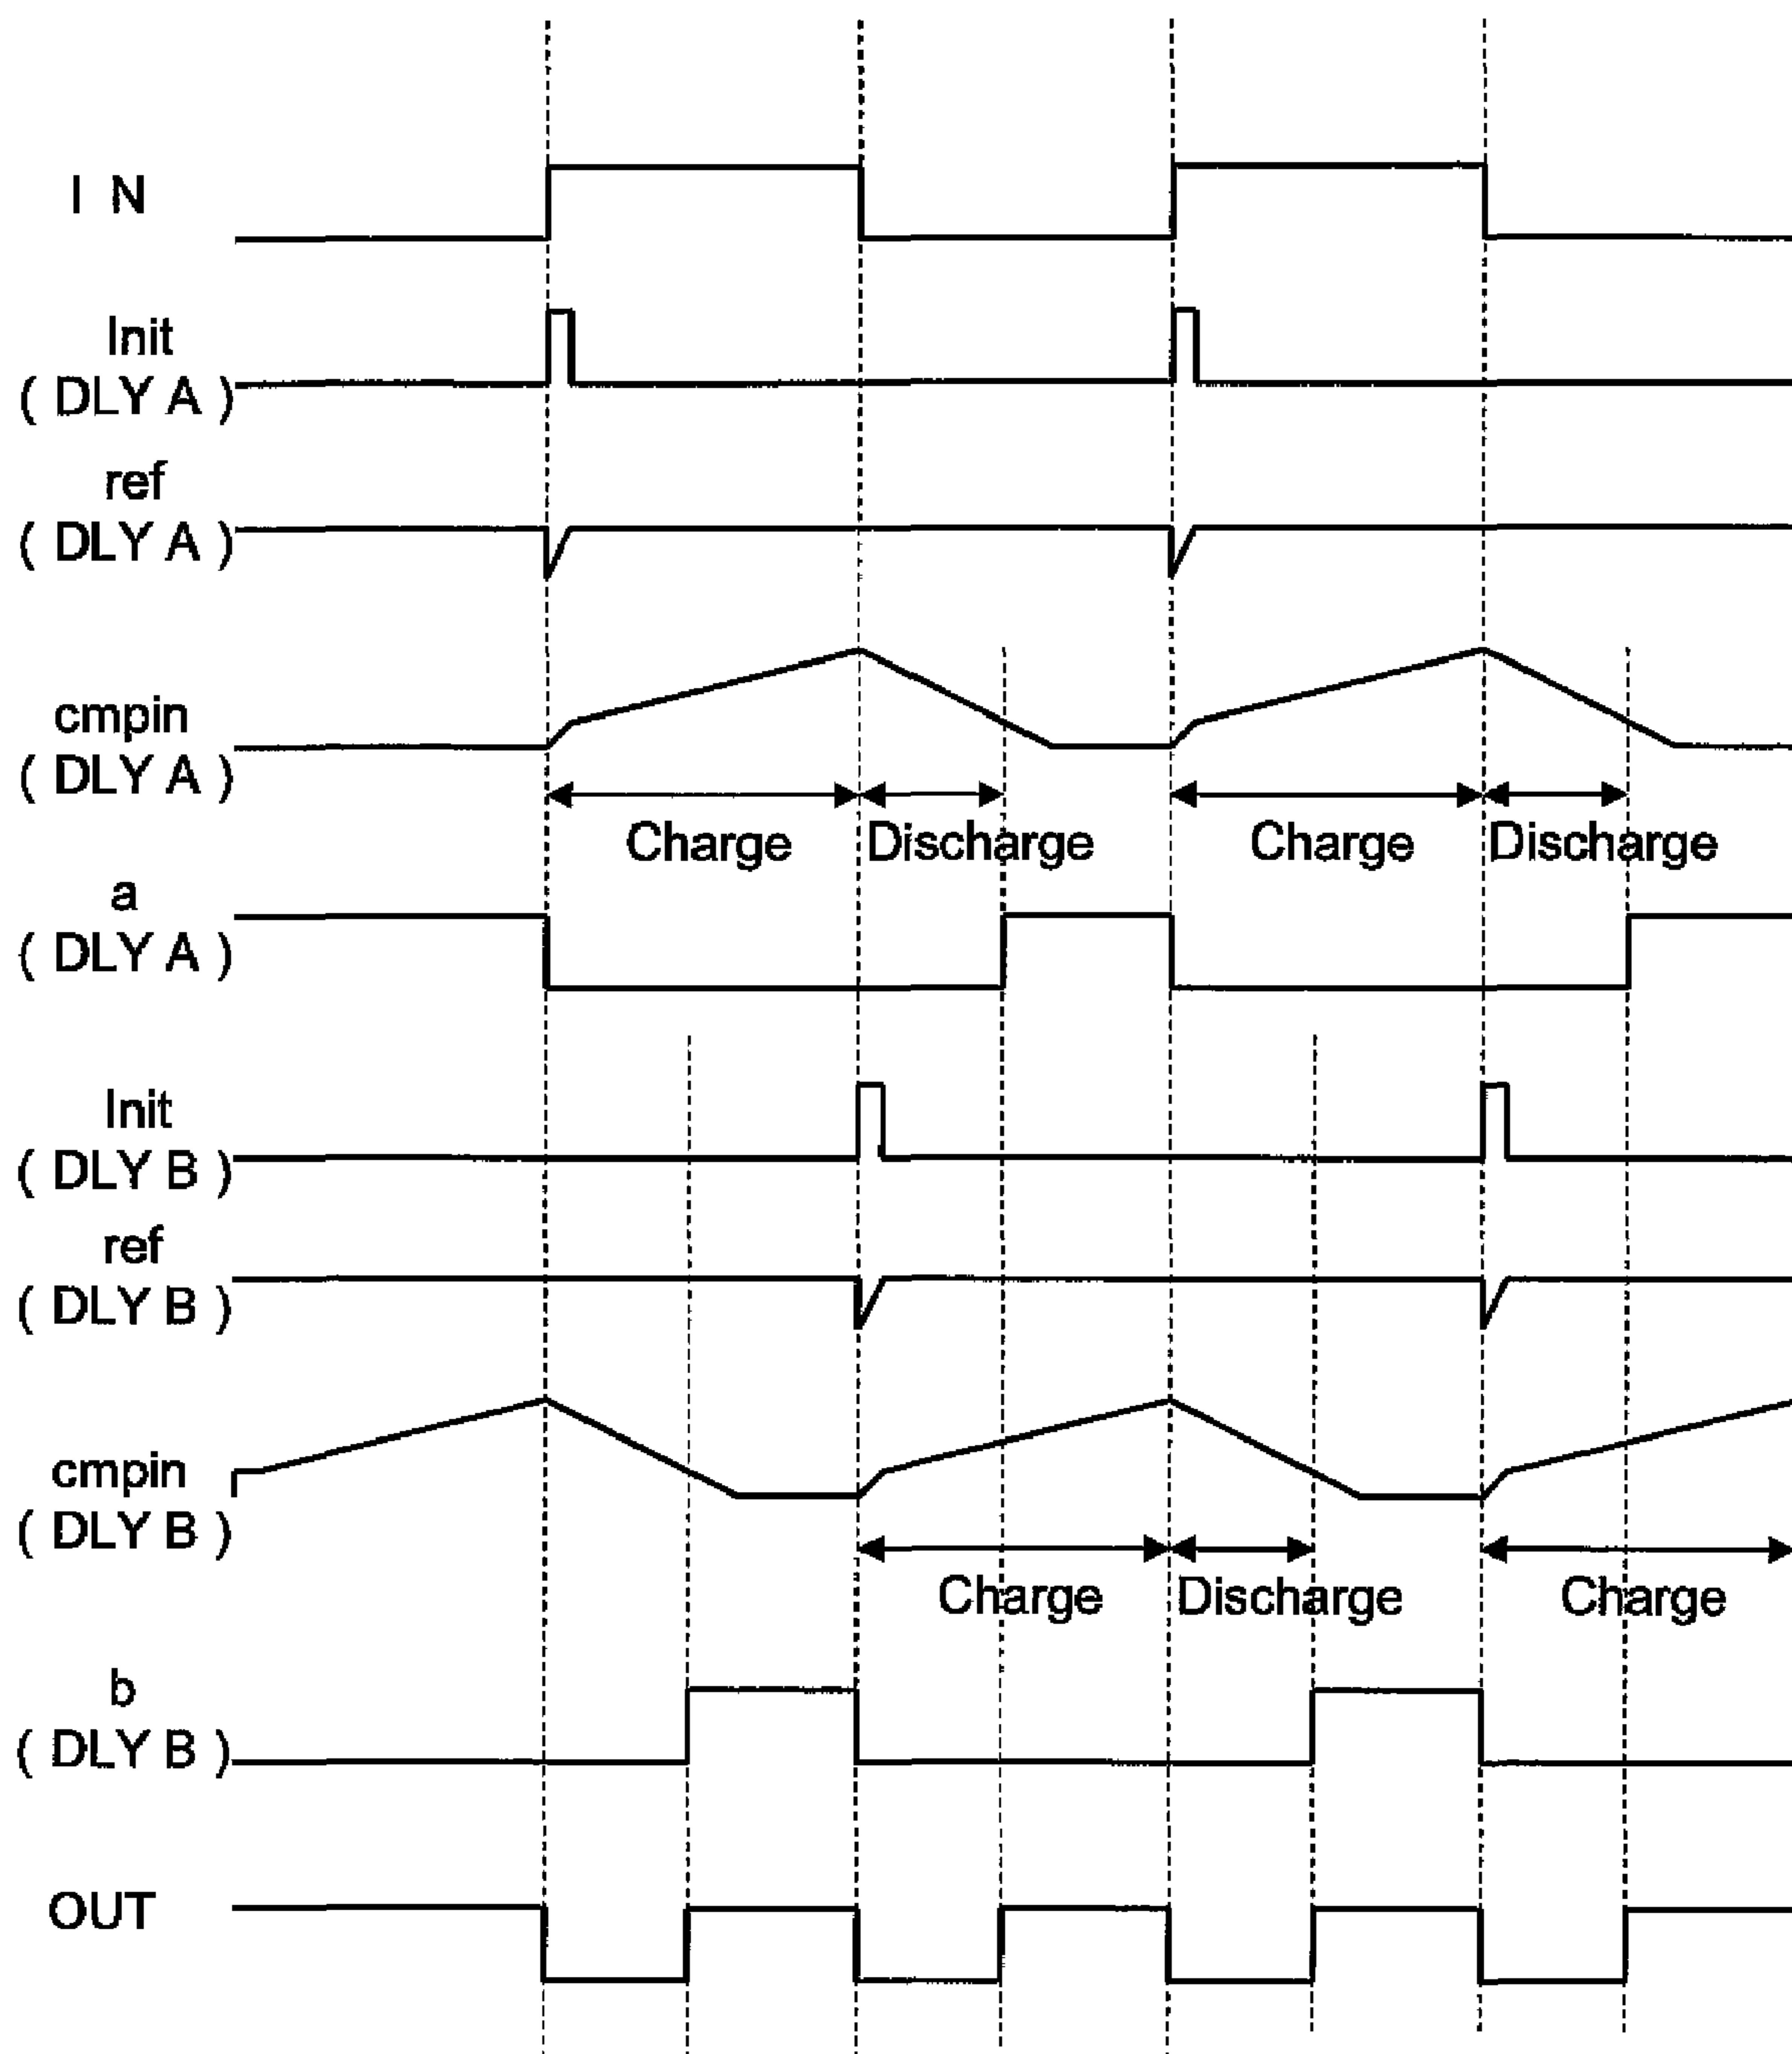 I N
Init
( DLY A )
ref
( DLY A )
cmpin
( DLY A )
Charge Discharge Charge Discharge
a
( DLY A )
Init
( DLY B )
ref
( DLY B )
cmpin
( DLY B )
Charge Discharge Charge
b
( DLY B )
OUT